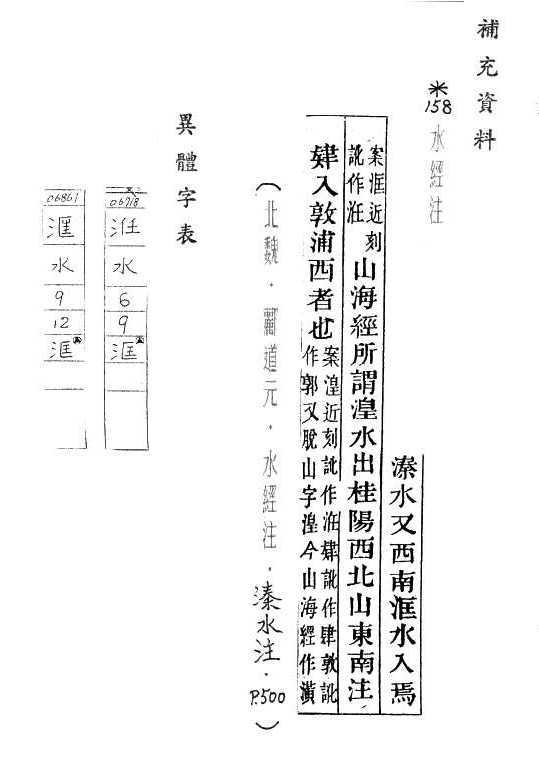 補充資料
*158 水經注
溱水又西南洭水入焉
案洭近刻
訛作汪
山海經所謂湟水出桂陽西北山東南注
肄入敦浦西者也
案湟近刻訛作汪肄訛作肆敦訛
作郭又脫山字湟今山海經作潢
(北魏.酈道元.水經注.溱水注.P.500)
異體字表
06718
汪
水
6
9
洭
06861
滙
水
9
12
洭